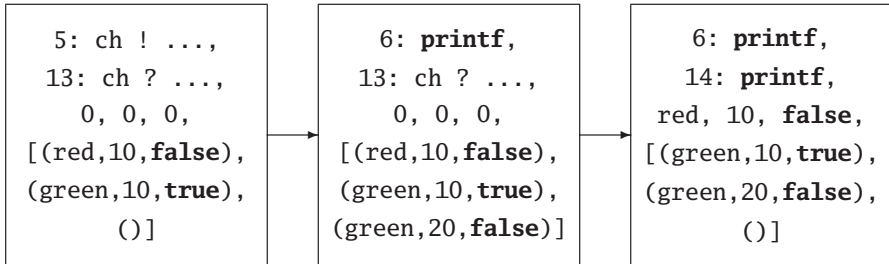 5: ch ! ...,
13: ch ? ...,
0, 0, 0,
[(red,10,false),
(green,10,true),
()]
6: printf,
13: ch ? ...,
0, 0, 0,
[(red,10,false),
(green,10,true),
(green,20,false)]
6: printf,
14: printf,
red, 10, false,
[(green,10,true),
(green,20,false),
()]